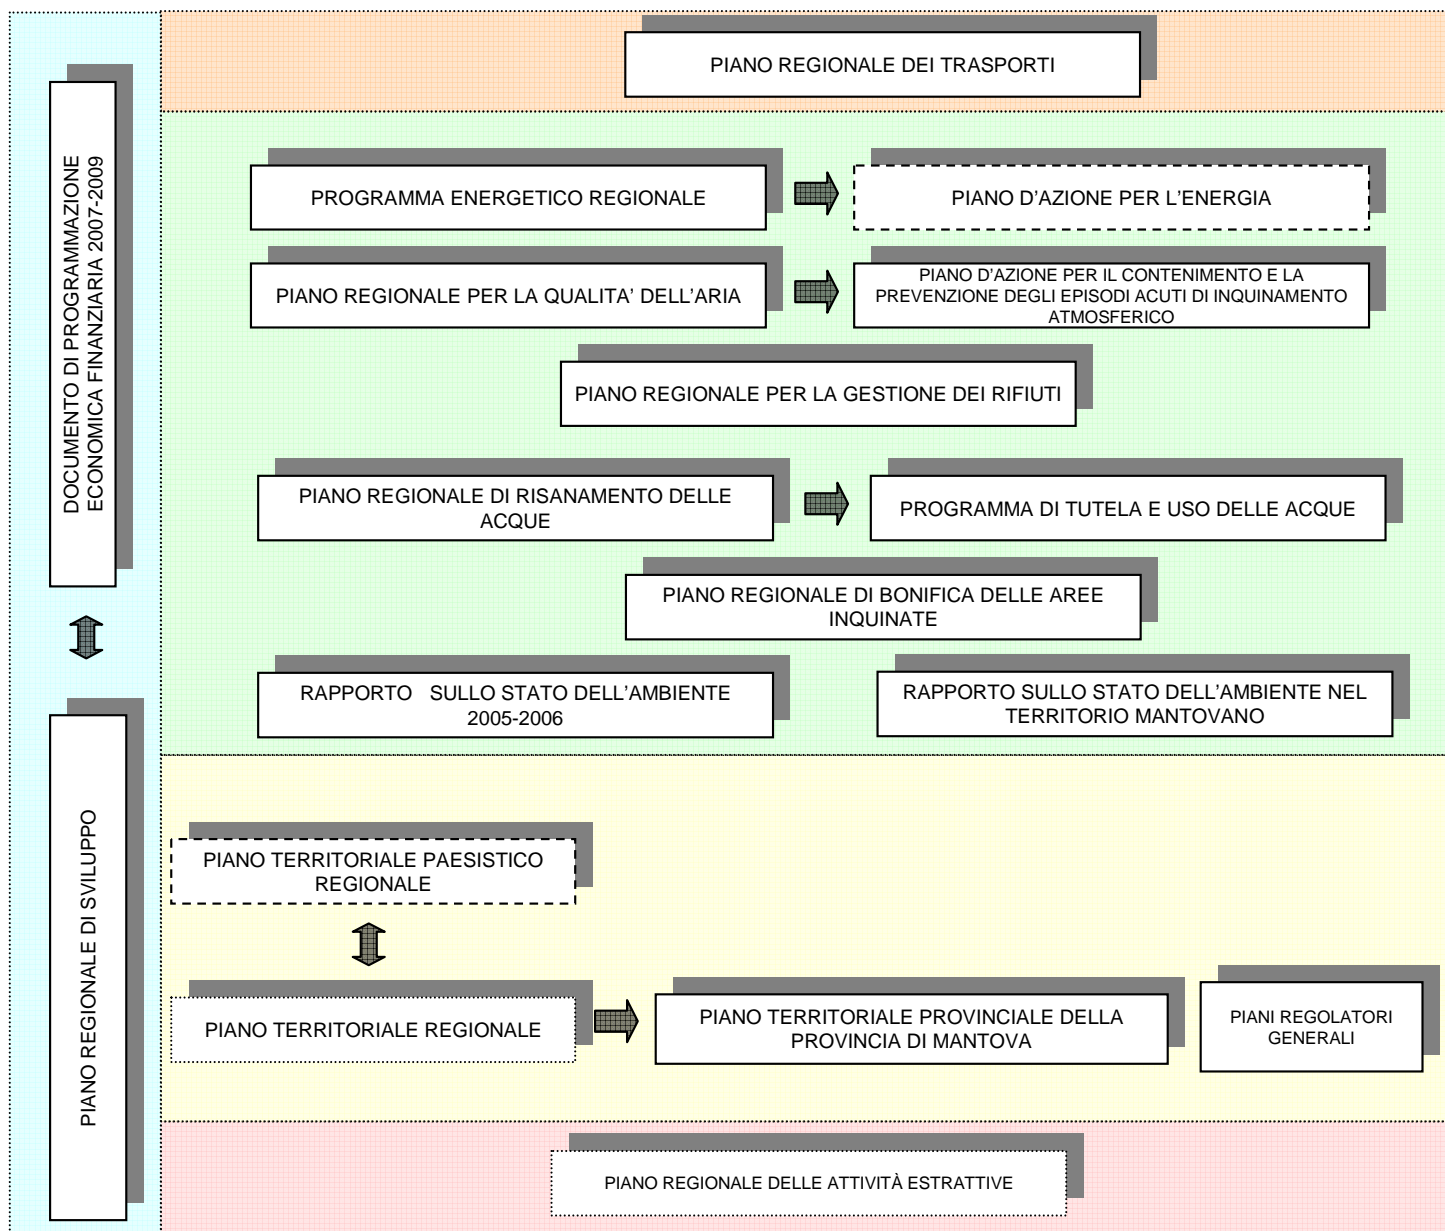 PIANO REGIONALE DEI TRASPORTI
DOCUMENTO DI PROGRAMMAZIONE
ECONOMICA FINANZIARIA 2007-2009
PROGRAMMA ENERGETICO REGIONALE
PIANO D’AZIONE PER L’ENERGIA
PIANO REGIONALE PER LA QUALITA’ DELL’ARIA
PIANO D’AZIONE PER IL CONTENIMENTO E LA
PREVENZIONE DEGLI EPISODI ACUTI DI INQUINAMENTO
ATMOSFERICO
PIANO REGIONALE PER LA GESTIONE DEI RIFIUTI
PIANO REGIONALE DI RISANAMENTO DELLE
ACQUE
PROGRAMMA DI TUTELA E USO DELLE ACQUE
PIANO REGIONALE DI BONIFICA DELLE AREE
INQUINATE
RAPPORTO SULLO STATO DELL’AMBIENTE
2005-2006
RAPPORTO SULLO STATO DELL’AMBIENTE NEL
TERRITORIO MANTOVANO
PIANO REGIONALE DI SVILUPPO
PIANO TERRITORIALE PAESISTICO
REGIONALE
PIANO TERRITORIALE REGIONALE
PIANO TERRITORIALE PROVINCIALE DELLA
PROVINCIA DI MANTOVA
PIANI REGOLATORI
GENERALI
PIANO REGIONALE DELLE ATTIVITÀ ESTRATTIVE